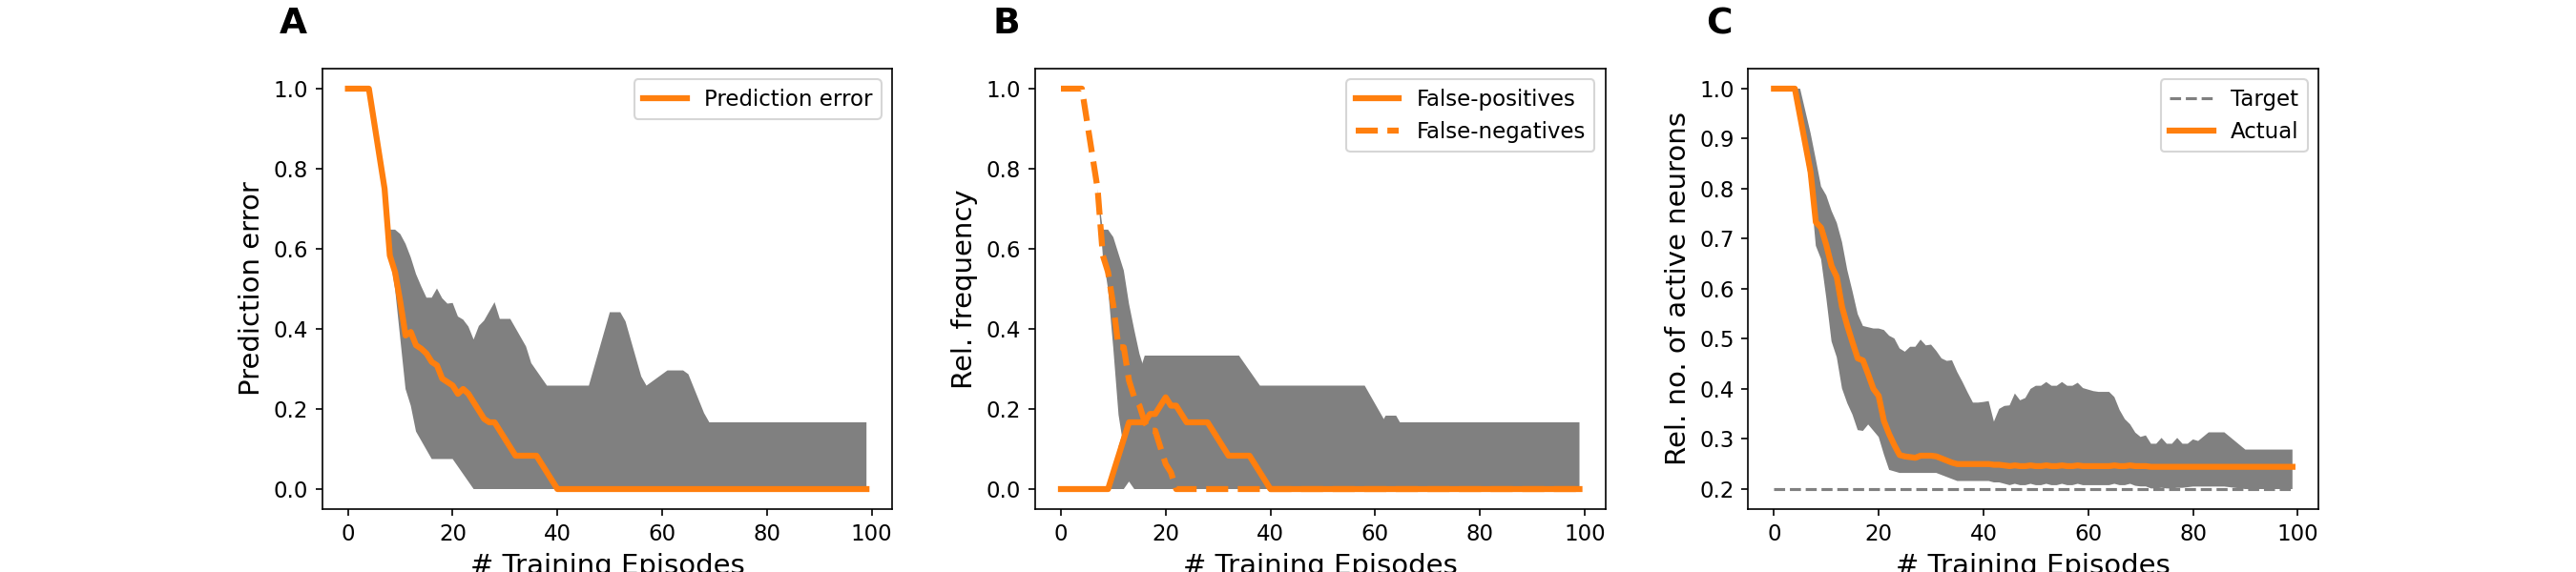 A
B
C
Prediction error
1.0
0.8
0.6
0.4
0.2
0.0
Prediction error
0
20
40
60
80
100
# Training Episodes
False-positives
False-negatives
1.0
0.8
0.6
0.4
0.2
0.0
Rel. frequency
0
20
40
60
80
100
# Training Episodes
Target
Actual
1.0
0.9
0.8
0.7
0.6
0.5
0.4
0.3
0.2
Rel. no. of active neurons
0
20
40
60
80
100
# Training Episodes